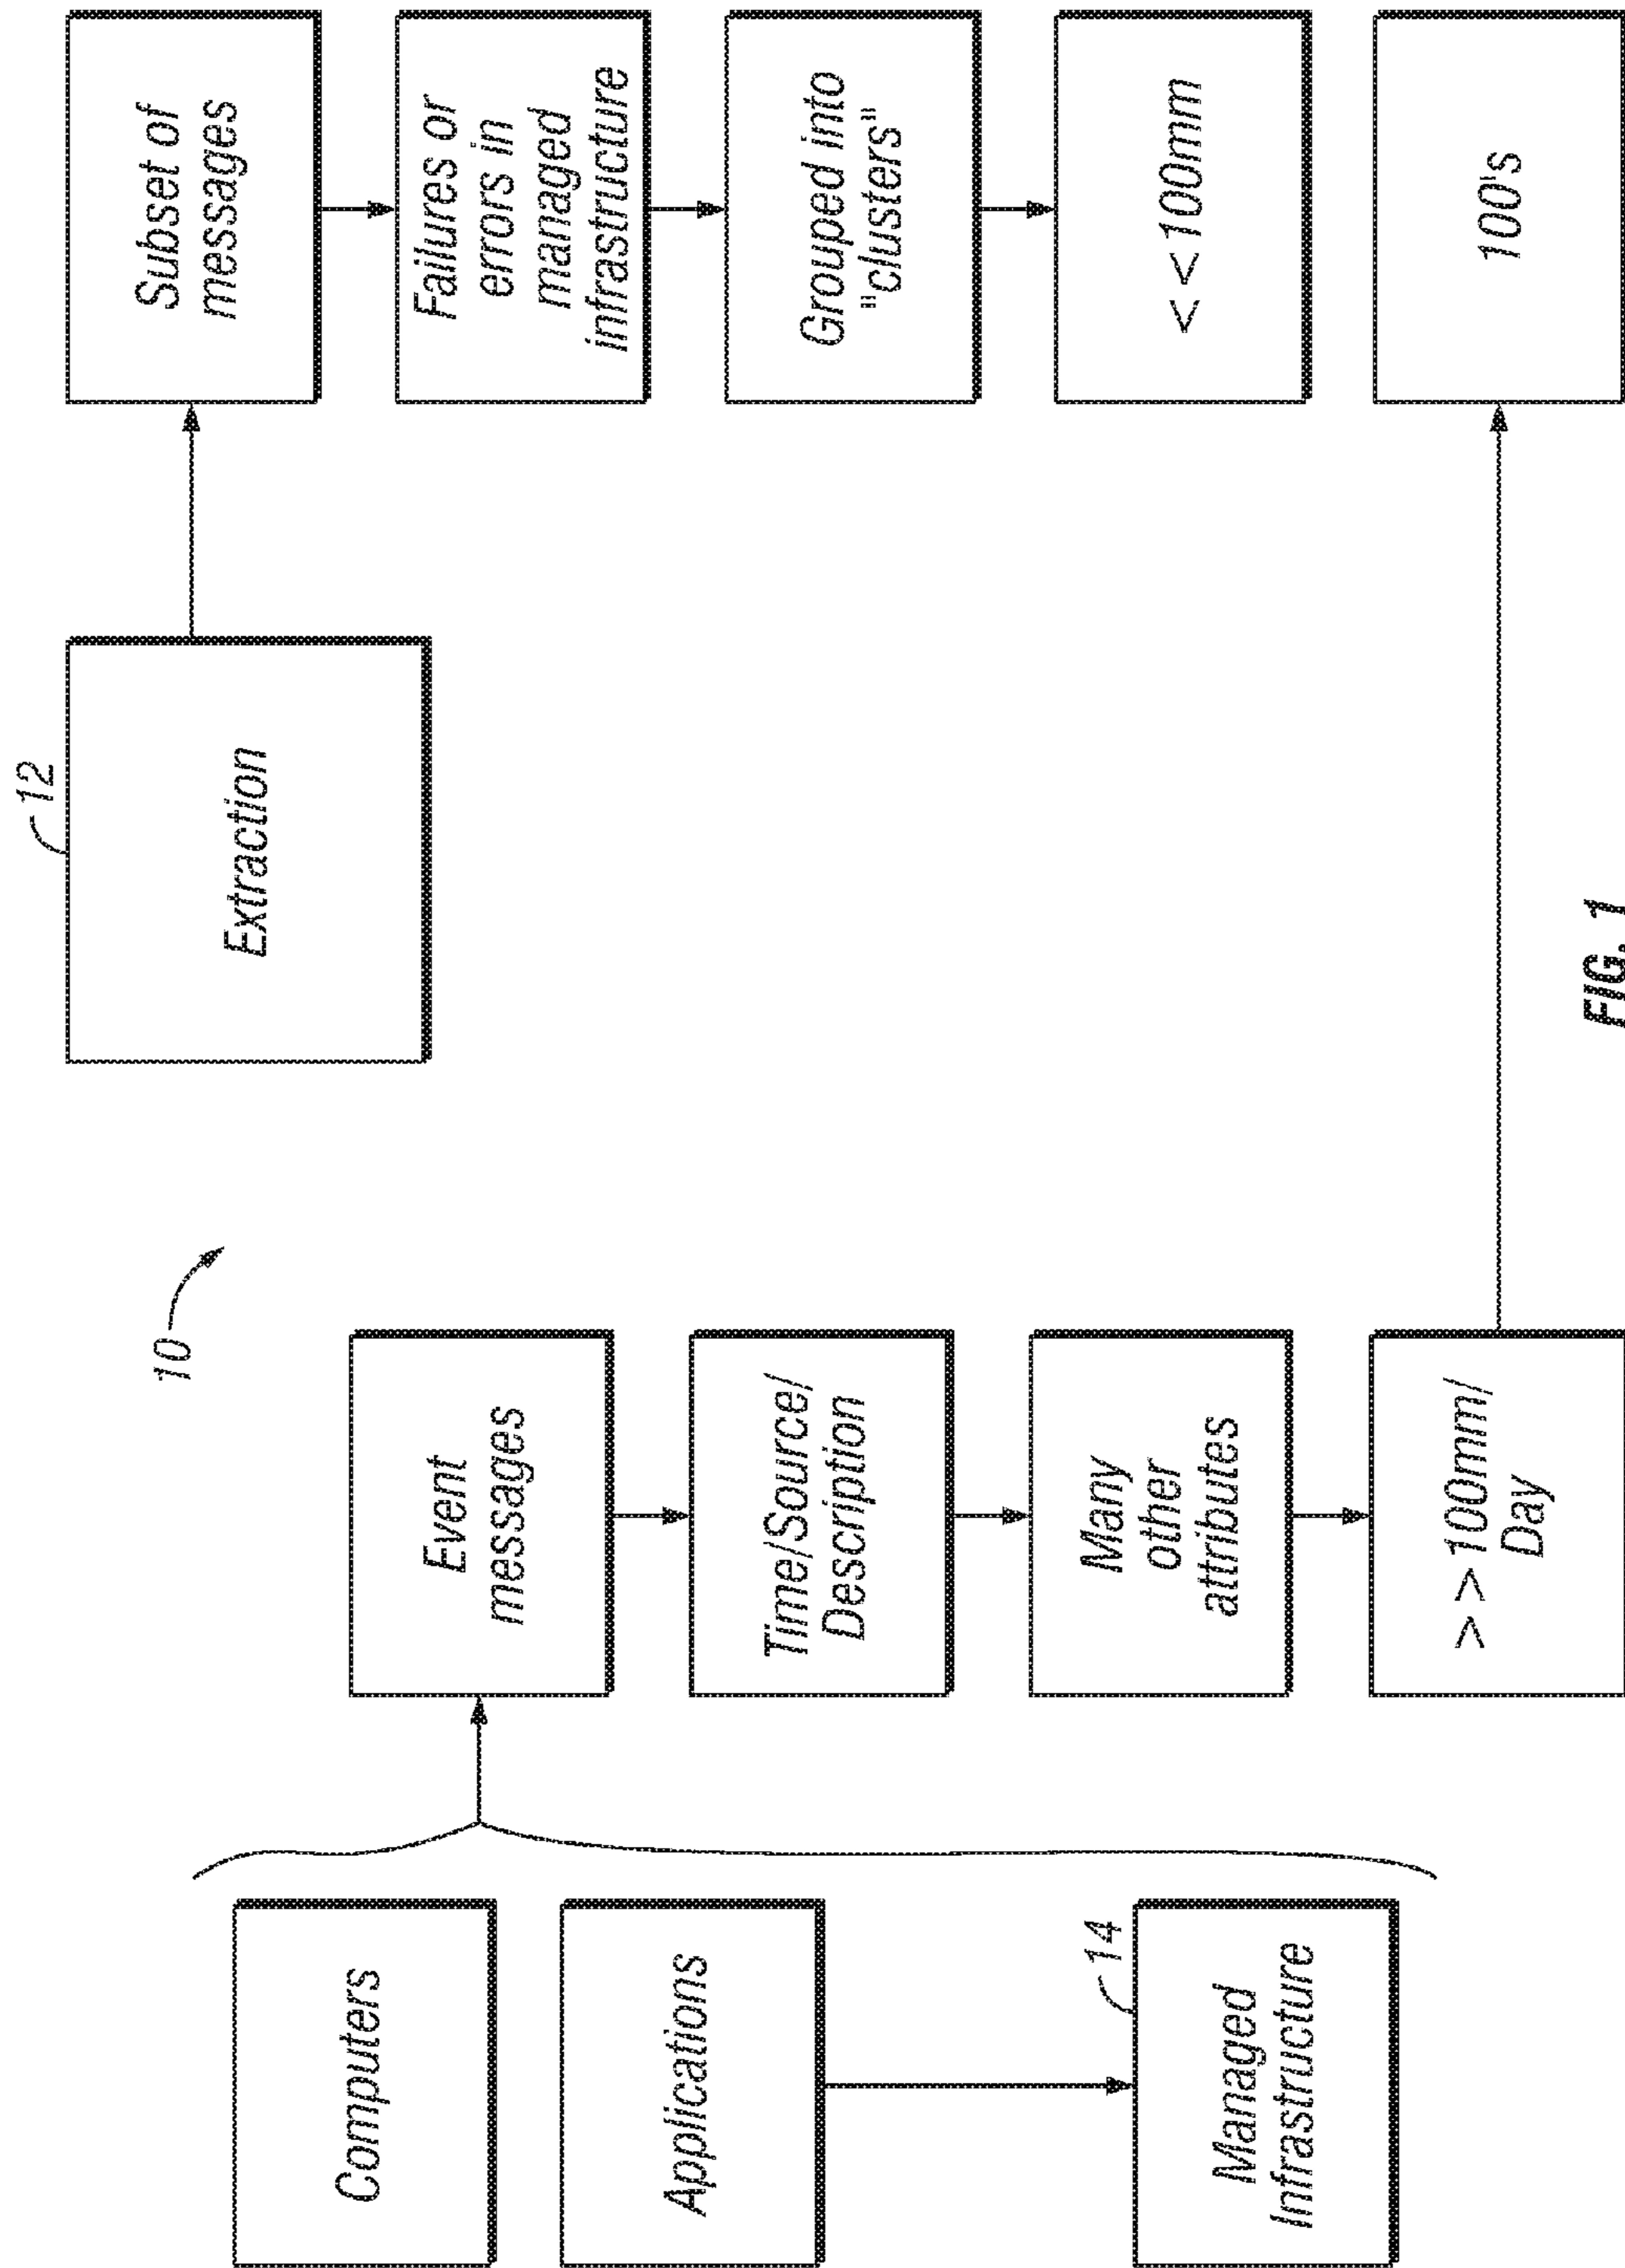 10
12
Computers
Applications
14
Managed
Infrastructure
Event
messages
Time/Source/
Description
Many
other
attributes
>>100mm/
Day
Extraction
Subset of
messages
Failures or
errors in
managed
infrastructure
Grouped into
"clusters"
<<100mm
100's
FIG. 1